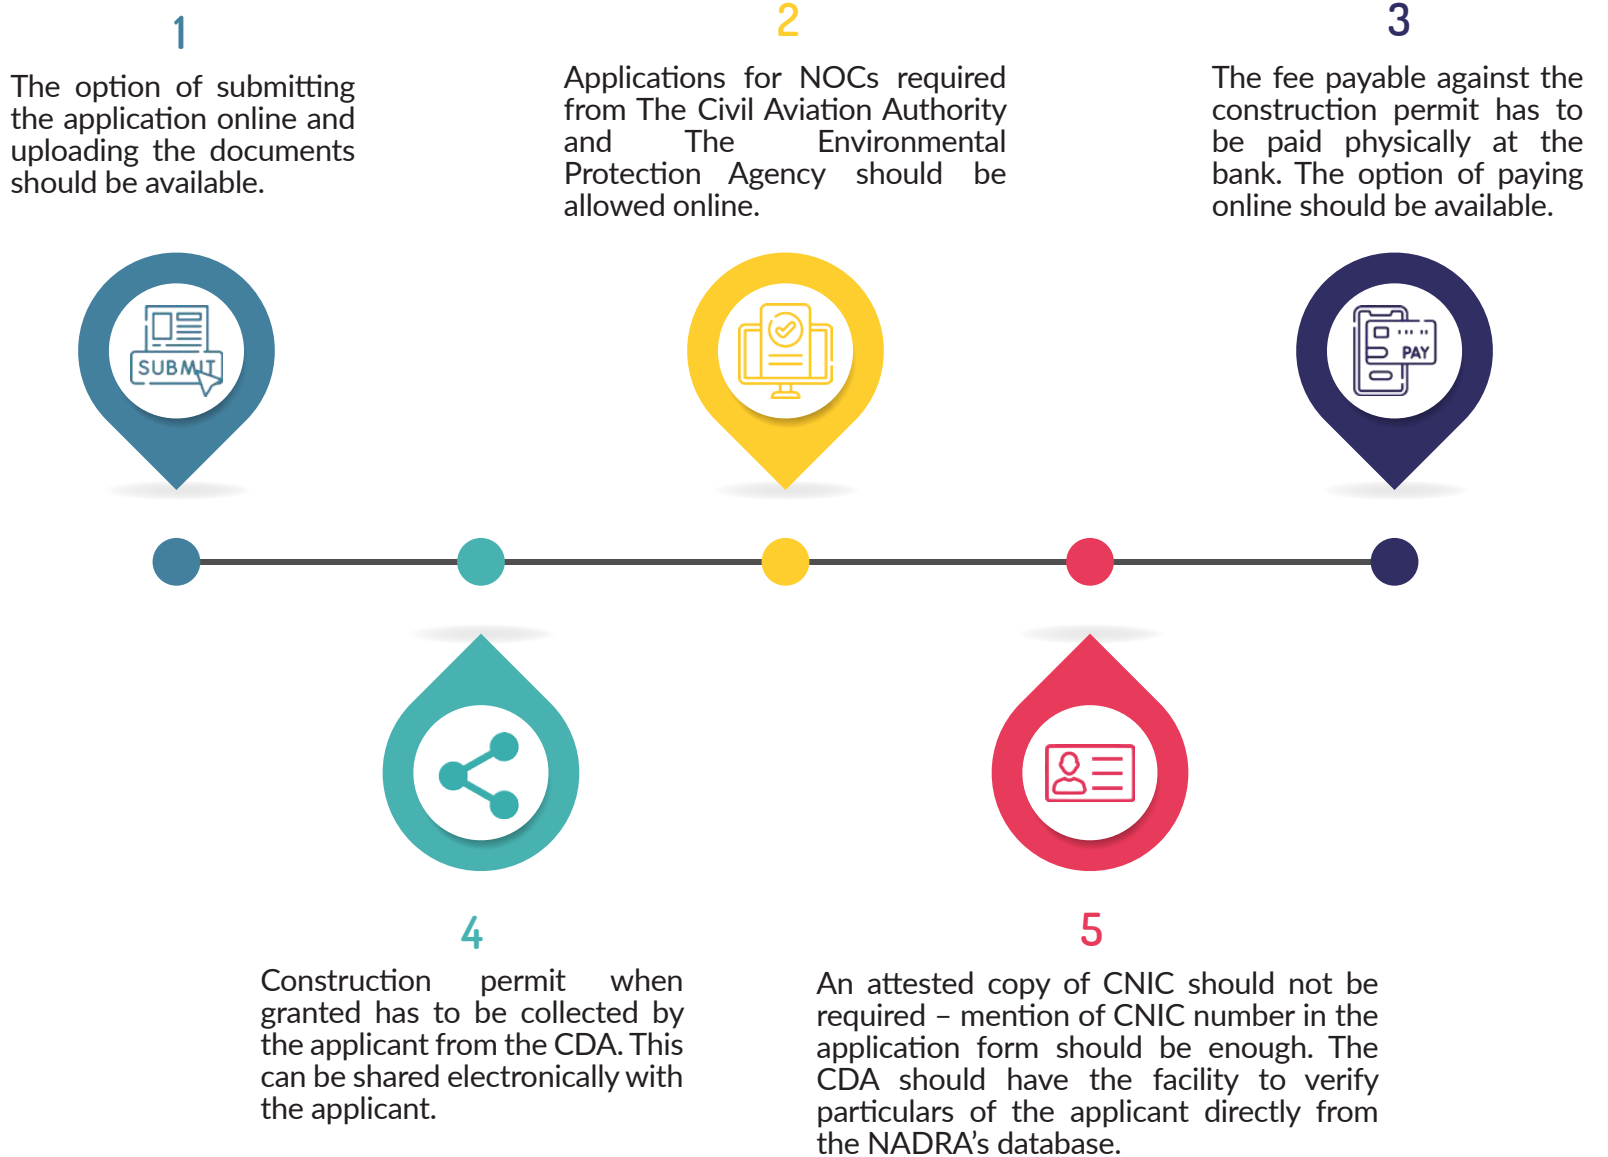 1
The option of submitting
the application online and
uploading the documents
should be available.
2
Applications for NOCs required
from The Civil Aviation Authority
and The Environmental
Protection Agency should be
allowed online.
3
The fee payable against the
construction permit has to
be paid physically at the
bank. The option of paying
online should be available.
SUBMIT
PAY
4
Construction permit when
granted has to be collected by
the applicant from the CDA. This
can be shared electronically with
the applicant.
5
An attested copy of CNIC should not be
required – mention of CNIC number in the
application form should be enough. The
CDA should have the facility to verify
particulars of the applicant directly from
the NADRA’s database.